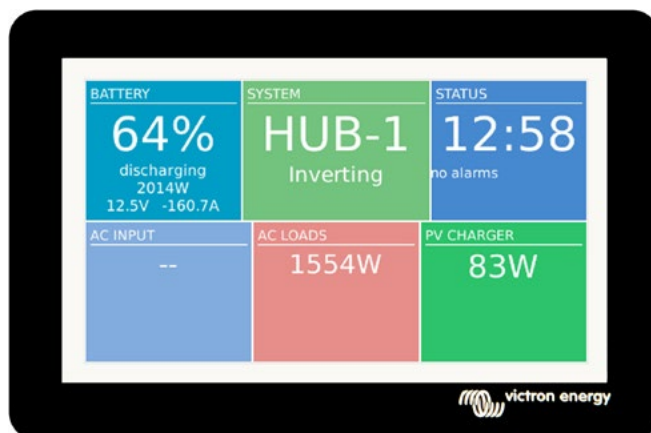 BATTERY
64%
discharging
2014W
12.5V -160.7A
SYSTEM
HUB-1
Inverting
STATUS
12:58
no alarms
AC INPUT
--
AC LOADS
1554W
PV CHARGER
83W
victron energy